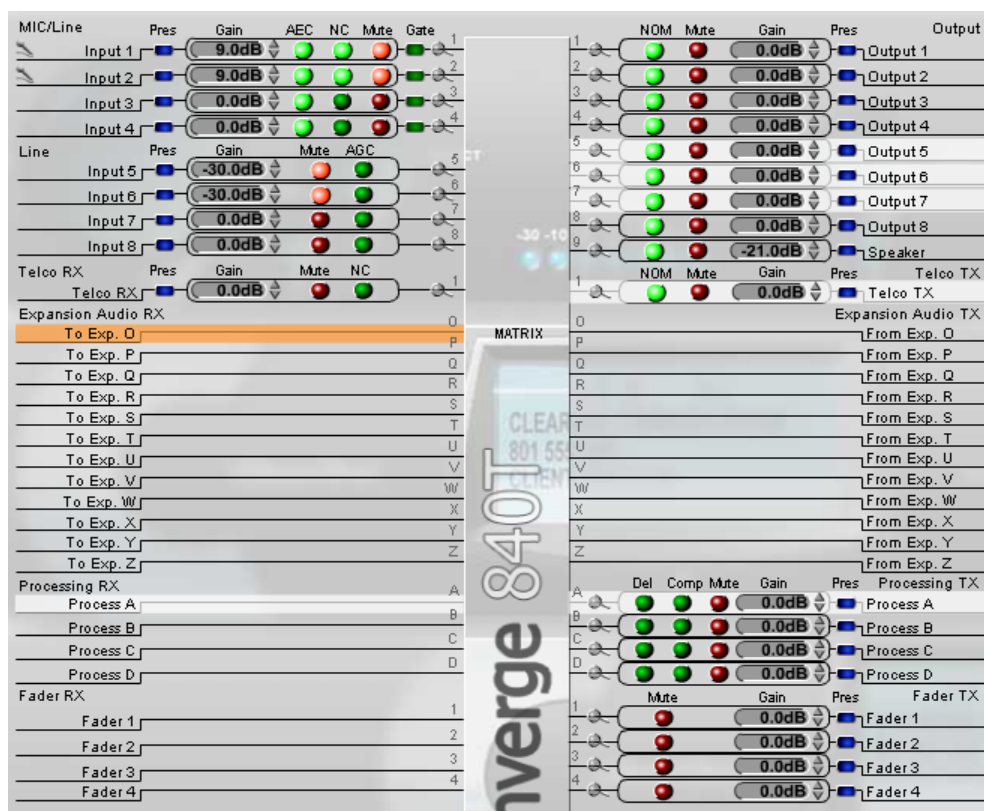 MIC/Line Pres Gain AEC NC Mute Gate
Input 1 9.0dB 1
Input 2 9.0dB 2
Input 3 0.0dB 3
Input 4 0.0dB 4
Line Pres Gain Mute AGC
Input 5 -30.0dB 5
Input 6 -30.0dB 6
Input 7 0.0dB 7
Input 8 0.0dB 8
Telco RX Pres Gain Mute NC
Telco RX 0.0dB 1
Expansion Audio RX
To Exp. O O
To Exp. P P
To Exp. Q Q
To Exp. R R
To Exp. S S
To Exp. T T
To Exp. U U
To Exp. V V
To Exp. W W
To Exp. X X
To Exp. Y Y
To Exp. Z Z
Processing RX
Process A A
Process B B
Process C C
Process D D
Fader RX
Fader 1 1
Fader 2 2
Fader 3 3
Fader 4 4
MATRIX
-30 -10
CLEAR
801 555
CLIENT
nverge 840T
NOM Mute Gain Pres Output
1 0.0dB Output 1
2 0.0dB Output 2
3 0.0dB Output 3
4 0.0dB Output 4
5 0.0dB Output 5
6 0.0dB Output 6
7 0.0dB Output 7
8 0.0dB Output 8
9 -21.0dB Speaker
NOM Mute Gain Pres Telco TX
1 0.0dB Telco TX
Expansion Audio TX
O From Exp. O
P From Exp. P
Q From Exp. Q
R From Exp. R
S From Exp. S
T From Exp. T
U From Exp. U
V From Exp. V
W From Exp. W
X From Exp. X
Y From Exp. Y
Z From Exp. Z
Del Comp Mute Gain Pres Processing TX
A 0.0dB Process A
B 0.0dB Process B
C 0.0dB Process C
D 0.0dB Process D
Mute Gain Pres Fader TX
1 0.0dB Fader 1
2 0.0dB Fader 2
3 0.0dB Fader 3
4 0.0dB Fader 4